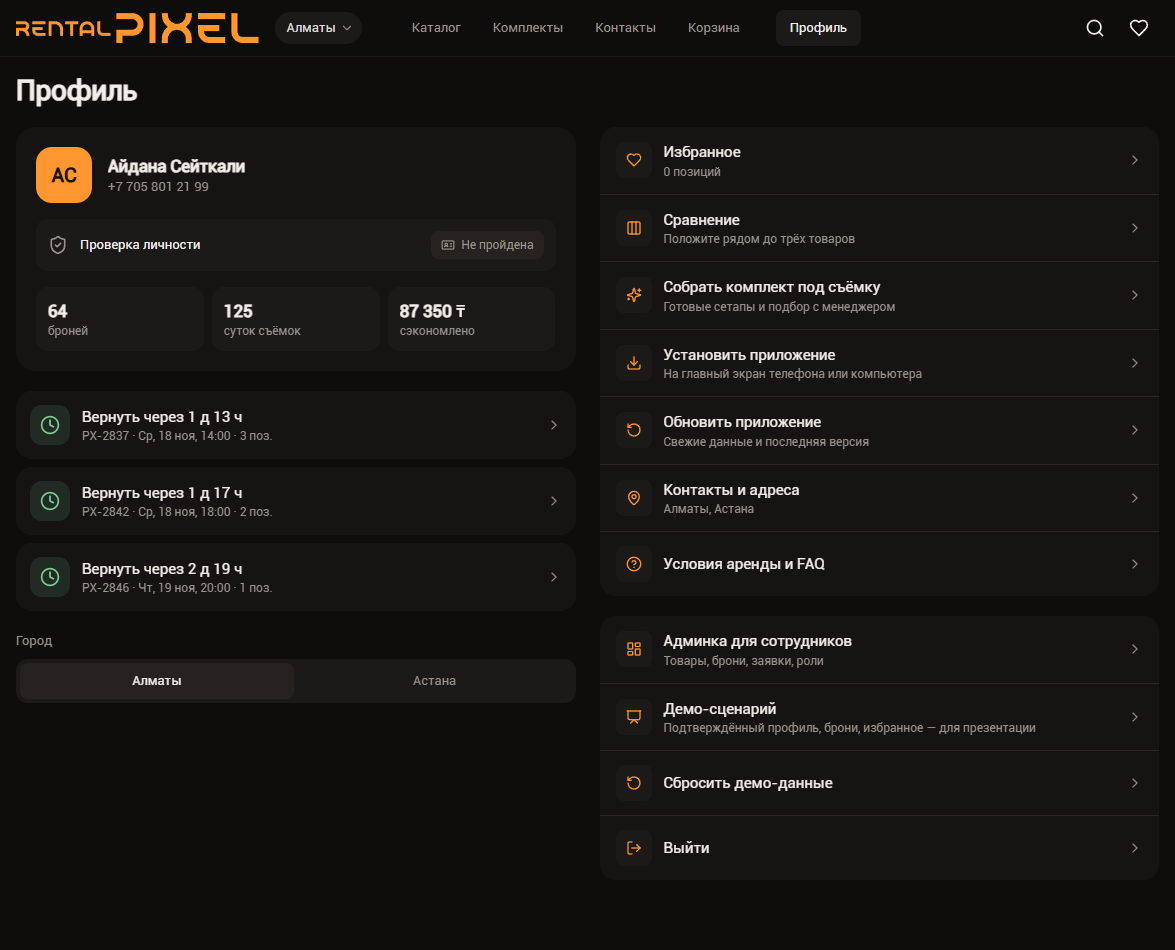 RENTAL PIXEL
Алматы
Каталог
Комплекты
Контакты
Корзина
Профиль
Профиль
АС
Айдана Сейткали
+7 705 801 21 99
Проверка личности
Не пройдена
64
броней
125
суток съёмок
87 350 ₸
сэкономлено
Вернуть через 1 д 13 ч
PX-2837 · Ср, 18 ноя, 14:00 · 3 поз.
Вернуть через 1 д 17 ч
PX-2842 · Ср, 18 ноя, 18:00 · 2 поз.
Вернуть через 2 д 19 ч
PX-2846 · Чт, 19 ноя, 20:00 · 1 поз.
Город
Алматы
Астана
Избранное
0 позиций
Сравнение
Положите рядом до трёх товаров
Собрать комплект под съёмку
Готовые сетапы и подбор с менеджером
Установить приложение
На главный экран телефона или компьютера
Обновить приложение
Свежие данные и последняя версия
Контакты и адреса
Алматы, Астана
Условия аренды и FAQ
Админка для сотрудников
Товары, брони, заявки, роли
Демо-сценарий
Подтверждённый профиль, брони, избранное — для презентации
Сбросить демо-данные
Выйти